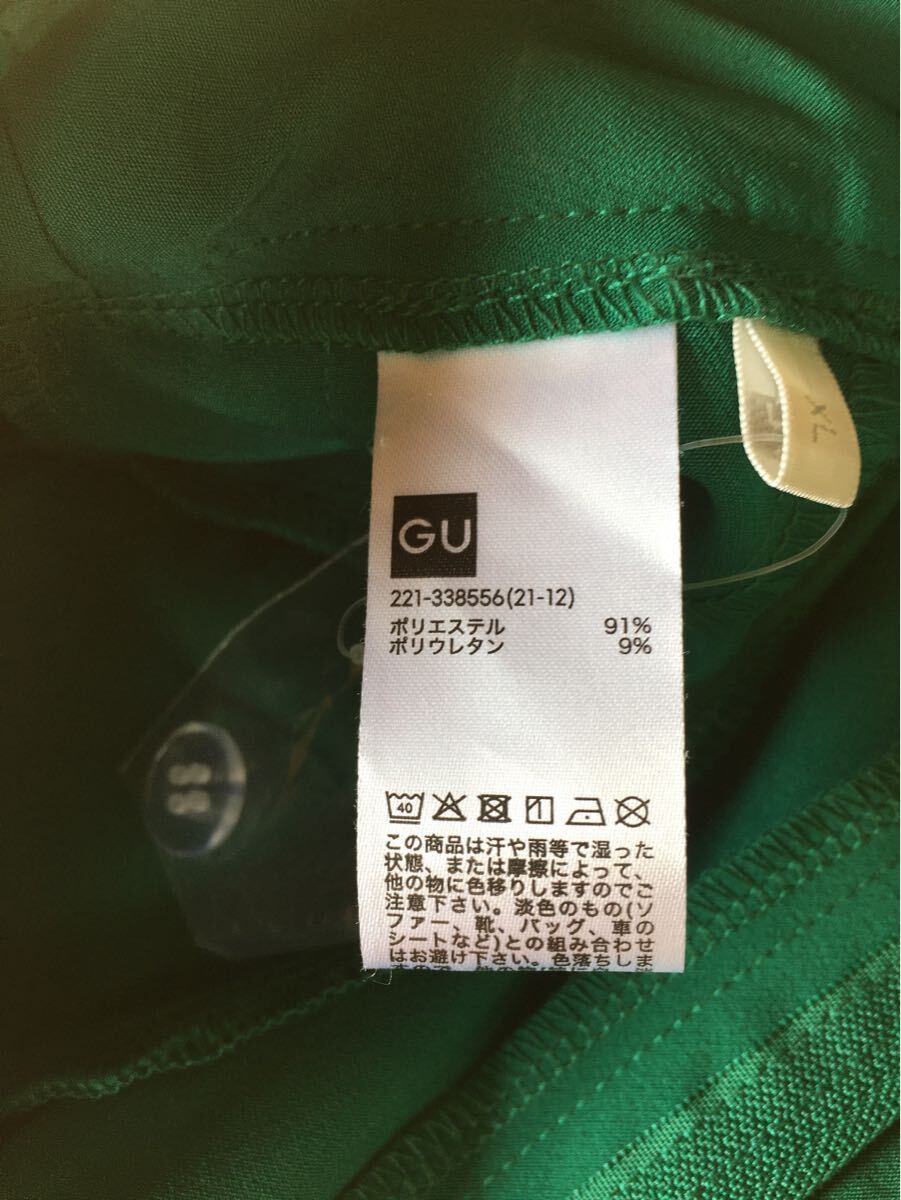 GU
221-338556(21-12)
ポリエステル 91%
ポリウレタン 9%
40
この商品は汗や雨等で湿った
状態、または摩擦によって、
他の物に色移りしますのでご
注意下さい。淡色のもの(ソ
ファー、靴、バッグ、車の
シートなど)との組み合わせ
はお避け下さい。色落ちしま
XL